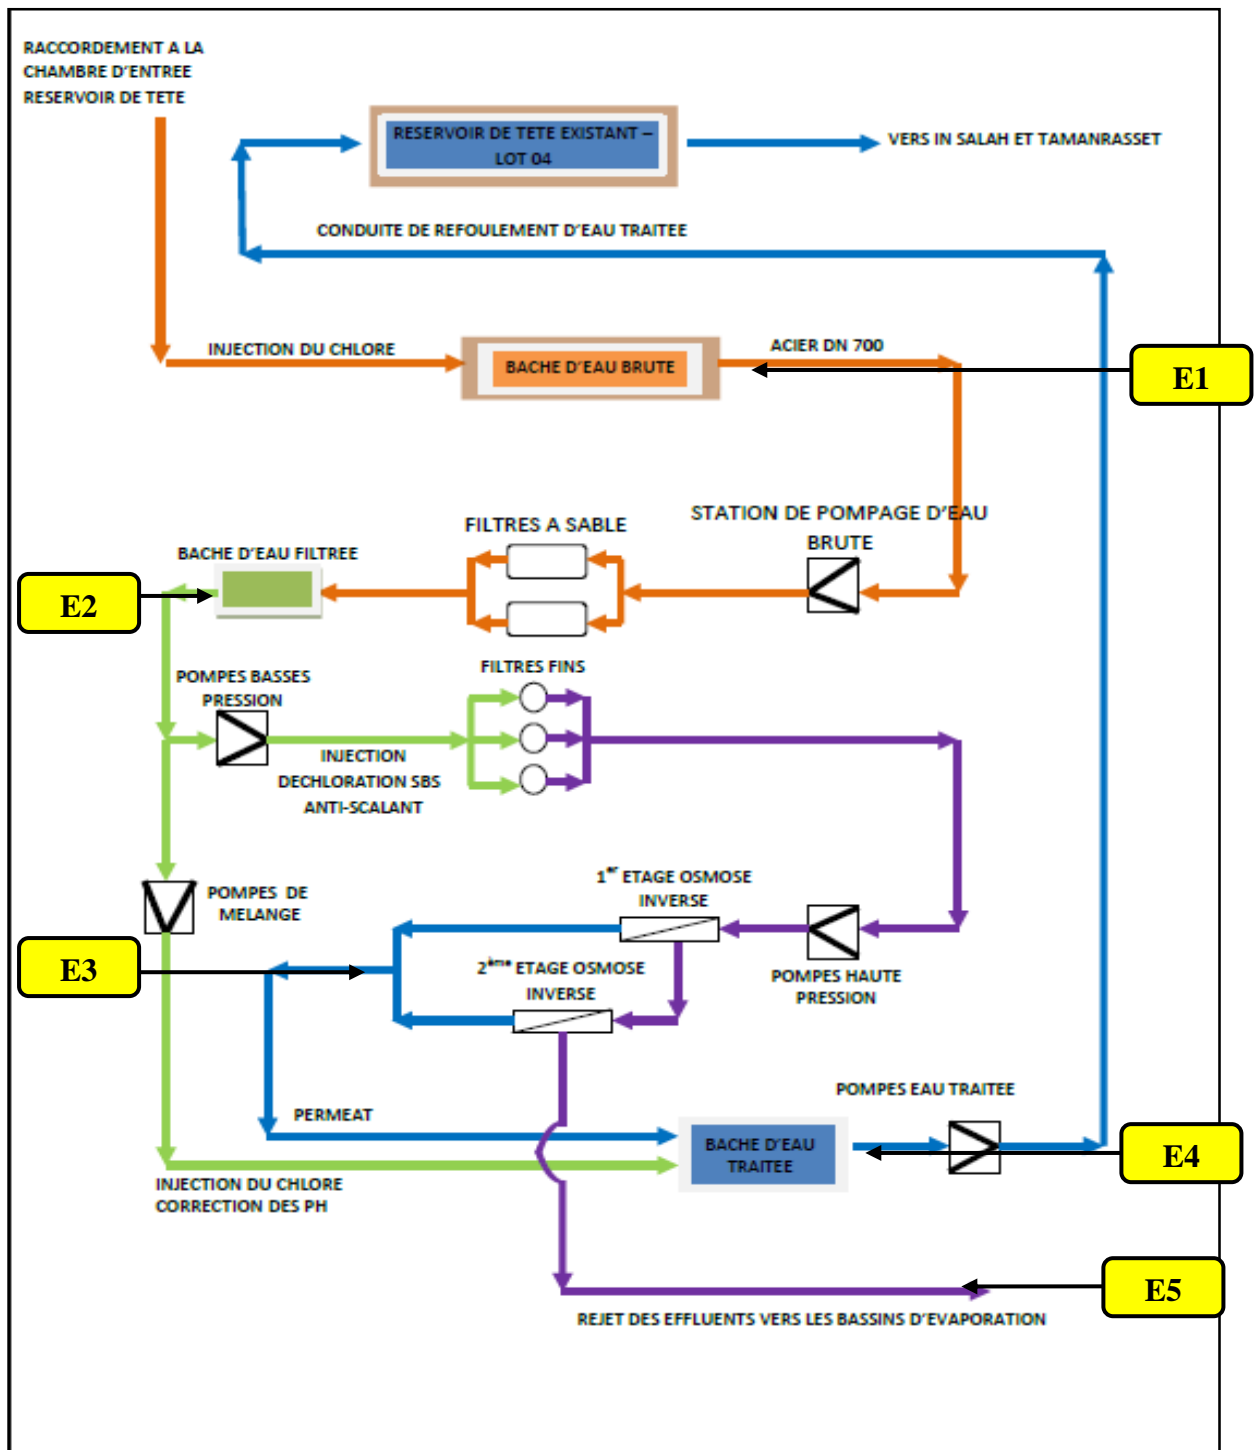 RACCORDEMENT A LA
CHAMBRE D'ENTREE
RESERVOIR DE TETE
RESERVOIR DE TETE EXISTANT –
LOT 04
VERS IN SALAH ET TAMANRASSET
CONDUITE DE REFOULEMENT D'EAU TRAITEE
INJECTION DU CHLORE
BACHE D'EAU BRUTE
ACIER DN 700
E1
STATION DE POMPAGE D'EAU
BRUTE
FILTRES A SABLE
BACHE D'EAU FILTREE
E2
POMPES BASSES
PRESSION
FILTRES FINS
INJECTION
DECHLORATION SBS
ANTI-SCALANT
POMPES DE
MELANGE
1er ETAGE OSMOSE
INVERSE
E3
2ème ETAGE OSMOSE
INVERSE
POMPES HAUTE
PRESSION
POMPES EAU TRAITEE
PERMEAT
BACHE D'EAU
TRAITEE
E4
INJECTION DU CHLORE
CORRECTION DES PH
E5
REJET DES EFFLUENTS VERS LES BASSINS D'EVAPORATION